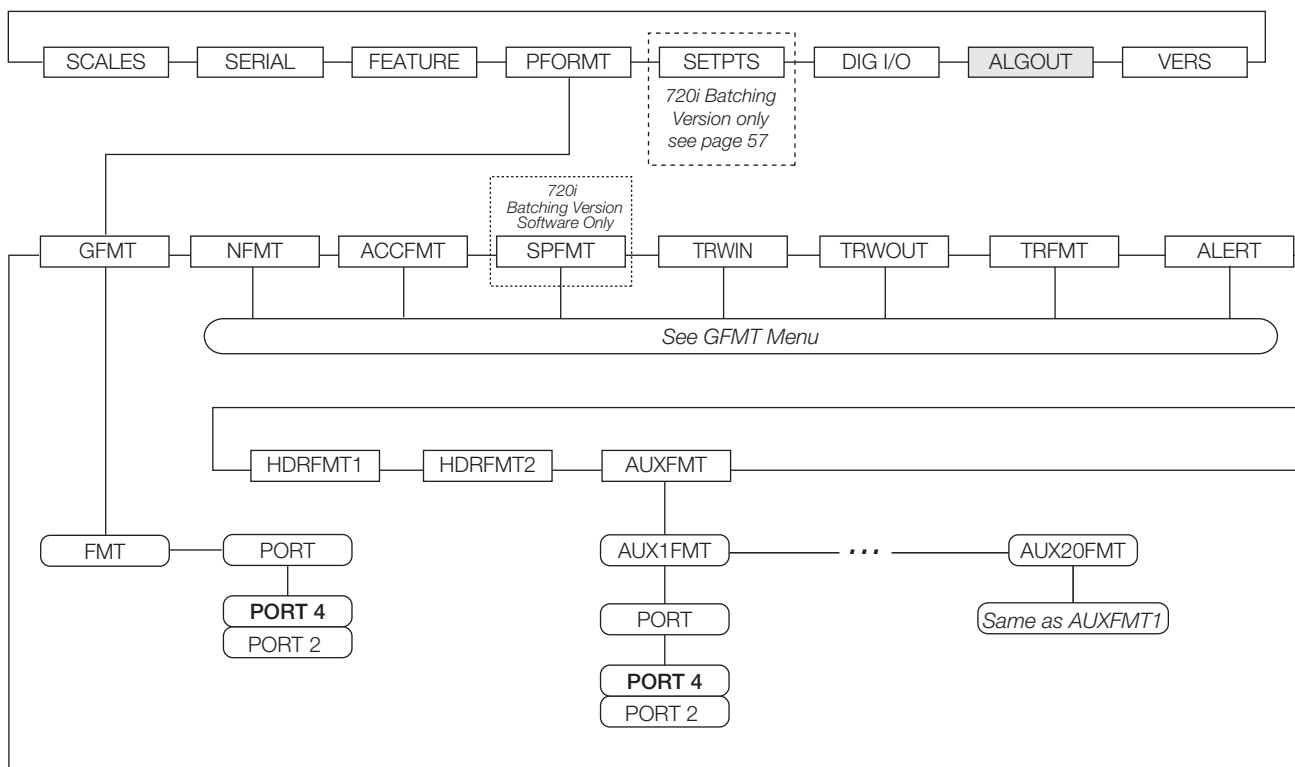 SCALES SERIAL FEATURE PFORMT SETPTS DIG I/O ALGOUT VERS
720i Batching
Version only
see page 57
720i
Batching Version
Software Only
GFMT NFMT ACCFMT SPFMT TRWIN TRWOUT TRFMT ALERT
See GFMT Menu
HDRFMT1 HDRFMT2 AUXFMT
FMT PORT AUX1FMT ... AUX20FMT
PORT 4
PORT 2
PORT
Same as AUXFMT1
PORT 4
PORT 2